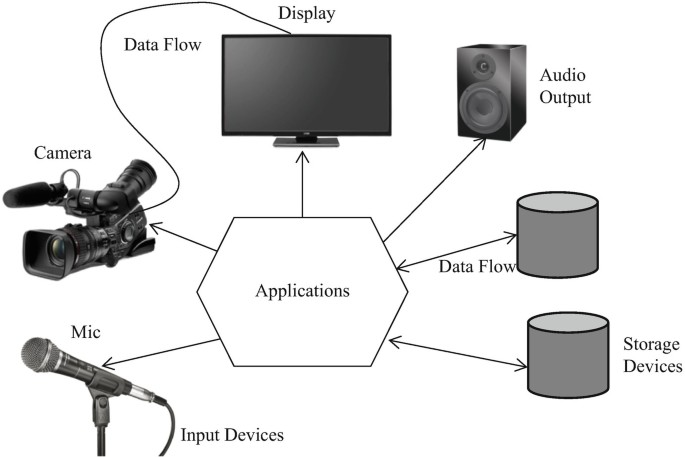 Display
Data Flow
Audio
Output
Camera
Data Flow
Applications
Mic
Storage
Devices
Input Devices